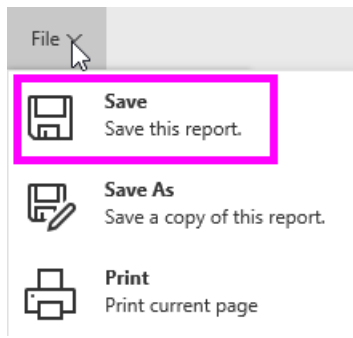 File
Save
Save this report.
Save As
Save a copy of this report.
Print
Print current page